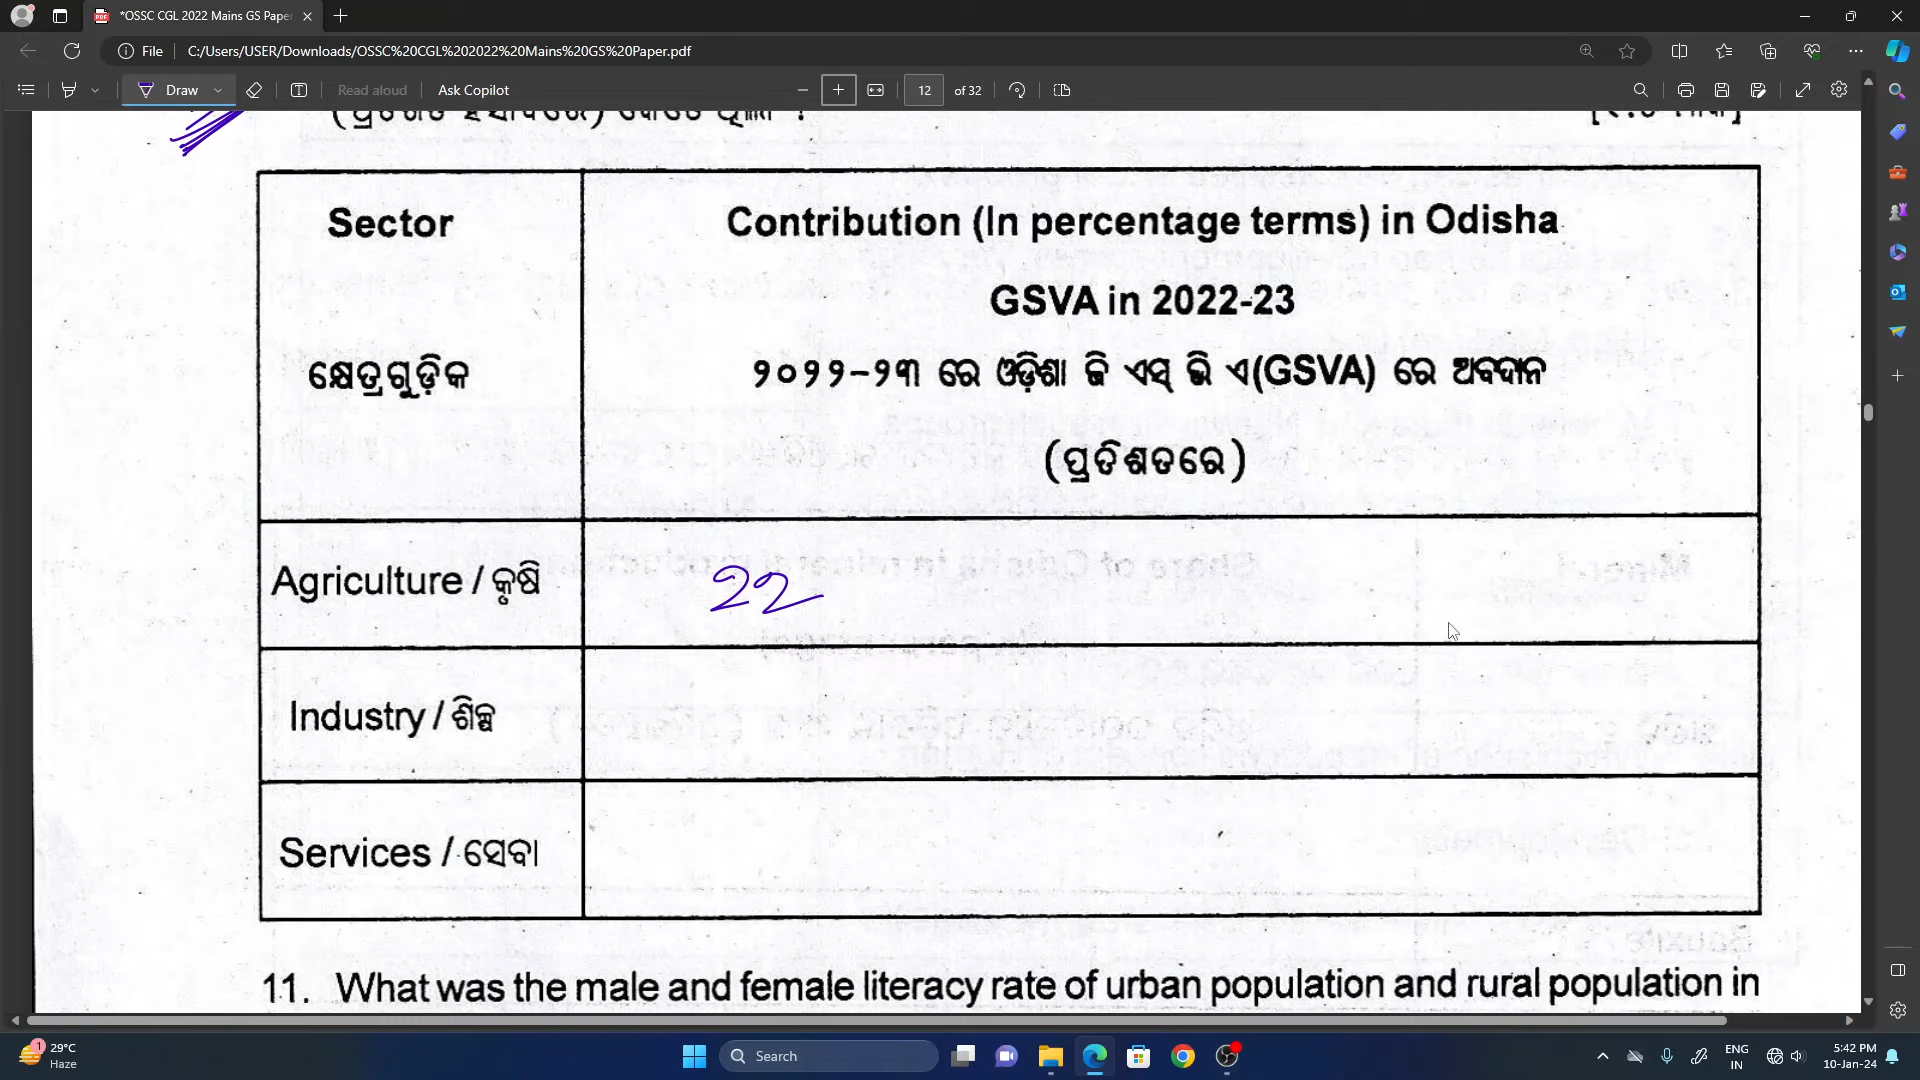 *OSSC CGL 2022 Mains GS Paper
File
C:/Users/USER/Downloads/OSSC%20CGL%202022%20Mains%20GS%20Paper.pdf
Draw
Read aloud
Ask Copilot
12
of 32
Sector
Contribution (In percentage terms) in Odisha
GSVA in 2022-23
କ୍ଷେତ୍ରଗୁଡ଼ିକ
୨୦୨୨-୨୩ ରେ ଓଡ଼ିଶା ଜି ଏସ୍ ଭି ଏ(GSVA) ରେ ଅବଦାନ
(ପ୍ରତିଶତରେ)
Agriculture / କୃଷି
22
Industry / ଶିଳ୍ପ
Services / ସେବା
11. What was the male and female literacy rate of urban population and rural population in
1
29°C
Haze
Search
ENG
IN
5:42 PM
10-Jan-24